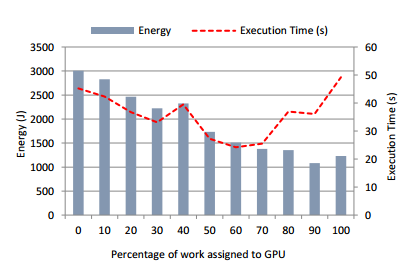 Energy Execution Time (s)
3500 60
3000 50
2500 40
2000
1500 30
1000 20
500 10
0 0
Energy (J)
Execution Time (s)
0 10 20 30 40 50 60 70 80 90 100
Percentage of work assigned to GPU